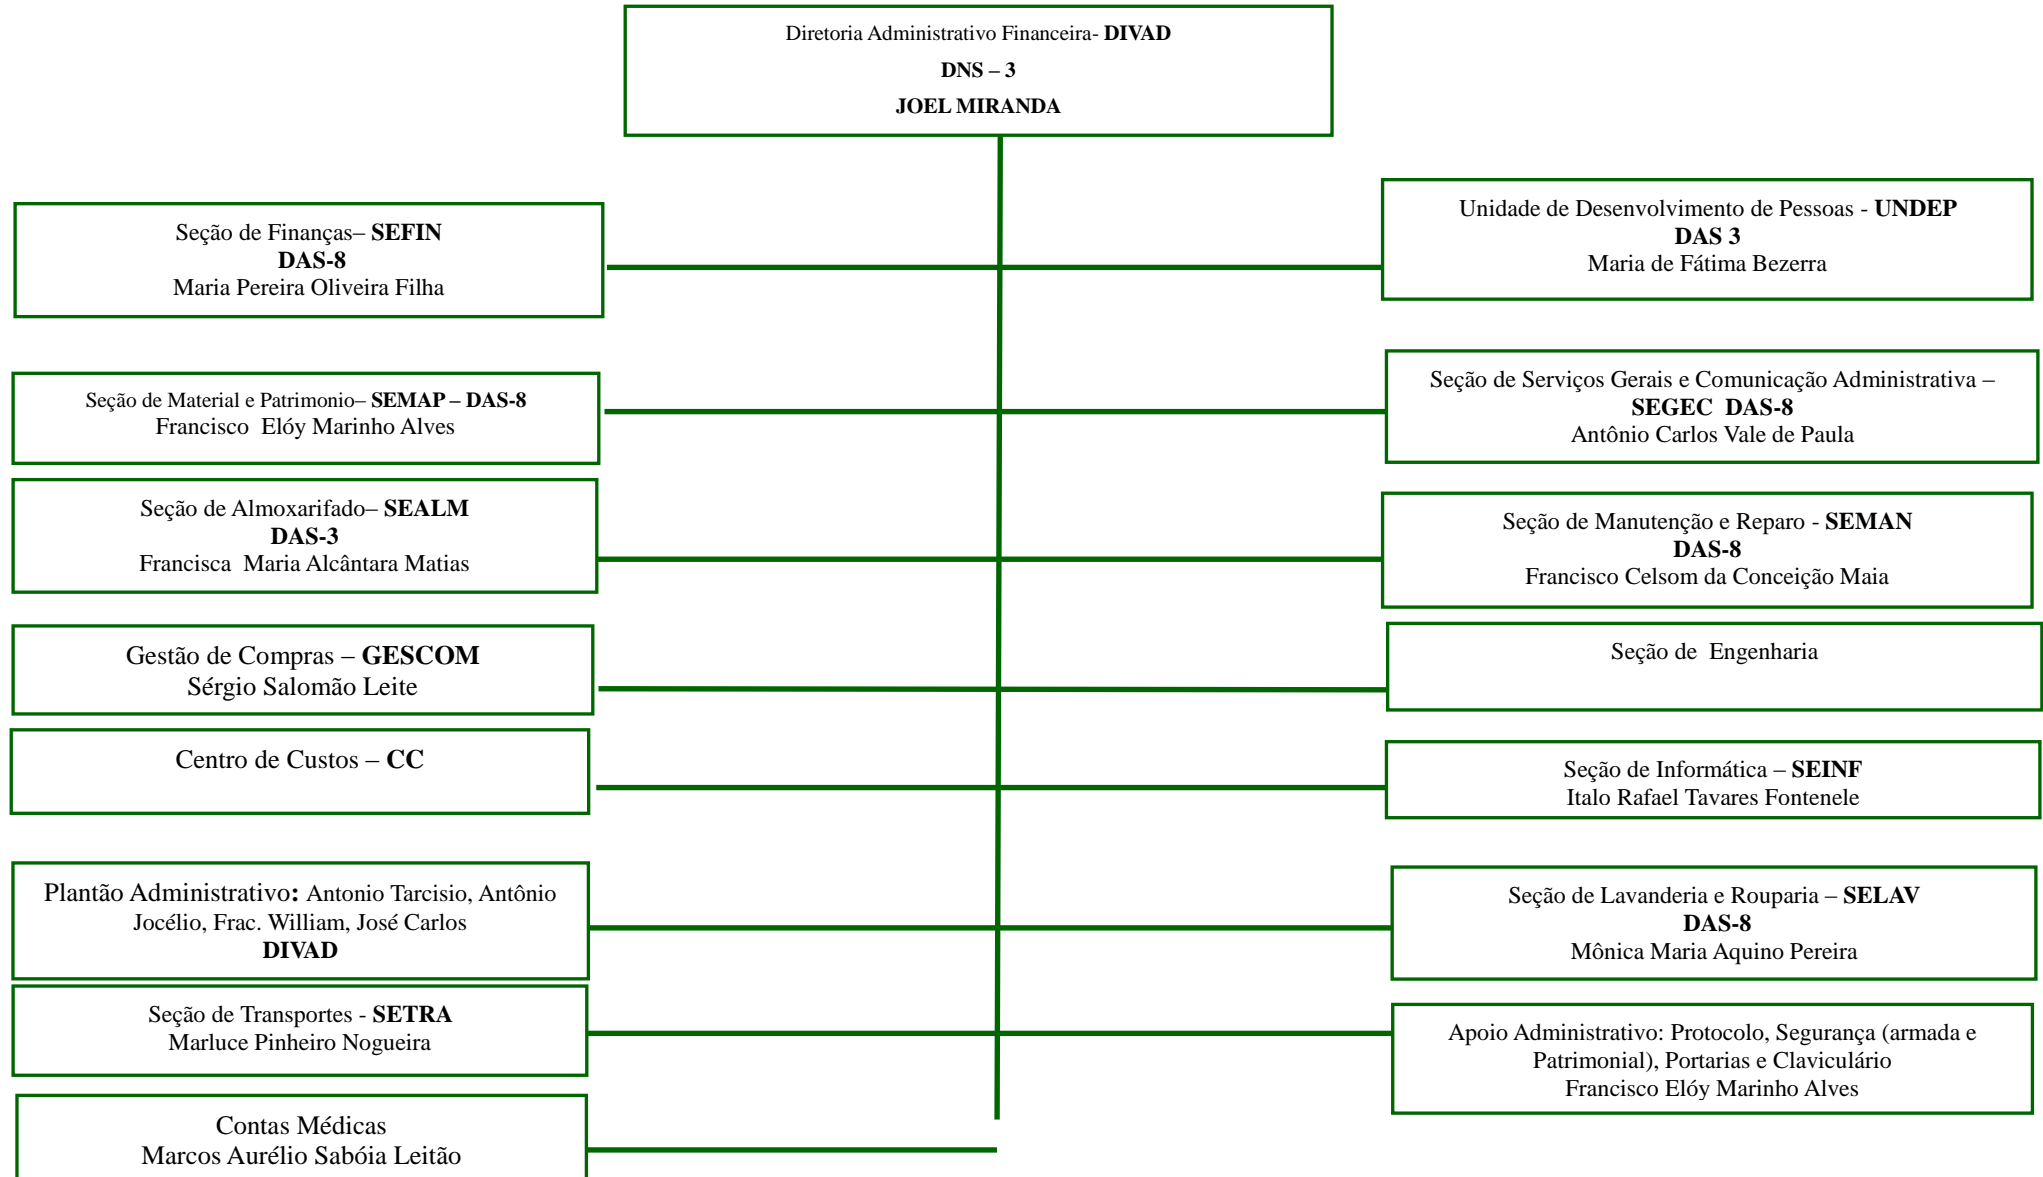 Diretoria Administrativo Financeira- DIVAD
DNS – 3
JOEL MIRANDA
Seção de Finanças– SEFIN
DAS-8
Maria Pereira Oliveira Filha
Unidade de Desenvolvimento de Pessoas - UNDEP
DAS 3
Maria de Fátima Bezerra
Seção de Material e Patrimonio– SEMAP – DAS-8
Francisco Elóy Marinho Alves
Seção de Serviços Gerais e Comunicação Administrativa –
SEGEC DAS-8
Antônio Carlos Vale de Paula
Seção de Almoxarifado– SEALM
DAS-3
Francisca Maria Alcântara Matias
Seção de Manutenção e Reparo - SEMAN
DAS-8
Francisco Celsom da Conceição Maia
Gestão de Compras – GESCOM
Sérgio Salomão Leite
Seção de Engenharia
Centro de Custos – CC
Seção de Informática – SEINF
Italo Rafael Tavares Fontenele
Plantão Administrativo: Antonio Tarcisio, Antônio
Jocélio, Frac. William, José Carlos
DIVAD
Seção de Lavanderia e Rouparia – SELAV
DAS-8
Mônica Maria Aquino Pereira
Seção de Transportes - SETRA
Marluce Pinheiro Nogueira
Apoio Administrativo: Protocolo, Segurança (armada e
Patrimonial), Portarias e Claviculário
Francisco Elóy Marinho Alves
Contas Médicas
Marcos Aurélio Sabóia Leitão